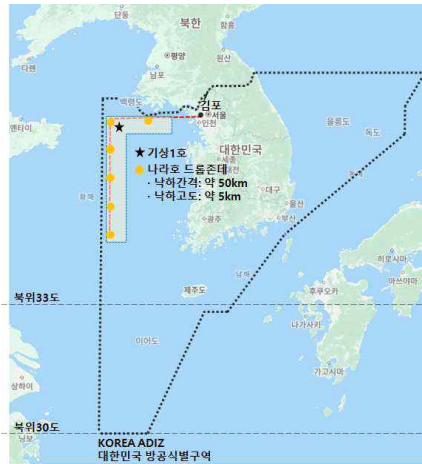 북한
단둥
함흥
평양
원산
다롄
남포
백령도
김포
서울
인천
옌타이
★ 기상1호
대한민국
울릉도
독도
세종
나라호 드롭존데
· 낙하간격: 약 50km
· 낙하고도: 약 5km
대구
울산
광주
부산
히로시마
남해
제주도
후쿠오카
마쓰야마
북위33도
나가사키
이어도
가고시마
상하이
북위30도
닝보
KOREA ADIZ
대한민국 방공식별구역